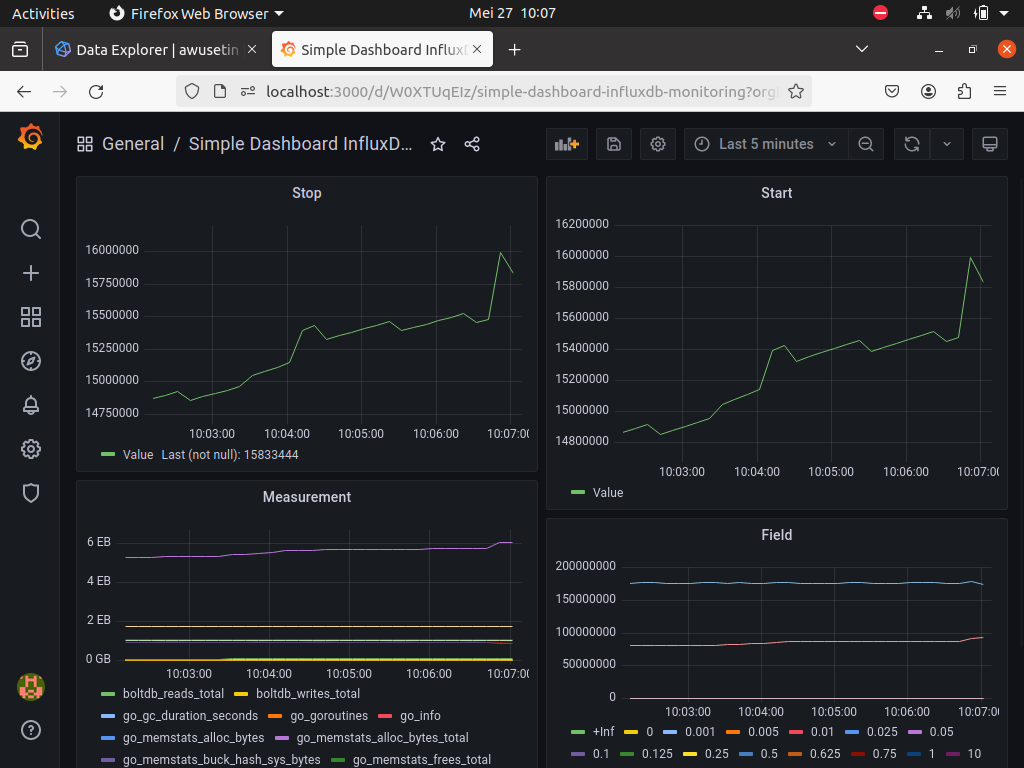 Activities Firefox Web Browser Mei 27 10:07
Data Explorer | awusetin Simple Dashboard InfluxD
localhost:3000/d/W0XTUqEIz/simple-dashboard-influxdb-monitoring?org
General / Simple Dashboard InfluxD... Last 5 minutes
Stop
16000000
15750000
15500000
15250000
15000000
14750000
10:03:00 10:04:00 10:05:00 10:06:00 10:07:00
Value Last (not null): 15833444
Start
16200000
16000000
15800000
15600000
15400000
15200000
15000000
14800000
10:03:00 10:04:00 10:05:00 10:06:00 10:07:00
Value
Measurement
6 EB
4 EB
2 EB
0 GB
10:03:00 10:04:00 10:05:00 10:06:00 10:07:00
boltdb_reads_total boltdb_writes_total
go_gc_duration_seconds go_goroutines go_info
go_memstats_alloc_bytes go_memstats_alloc_bytes_total
go_memstats_buck_hash_sys_bytes go_memstats_frees_total
Field
200000000
150000000
100000000
50000000
0
10:03:00 10:04:00 10:05:00 10:06:00 10:07:00
+Inf 0 0.001 0.005 0.01 0.025 0.05
0.1 0.125 0.25 0.5 0.625 0.75 1 10